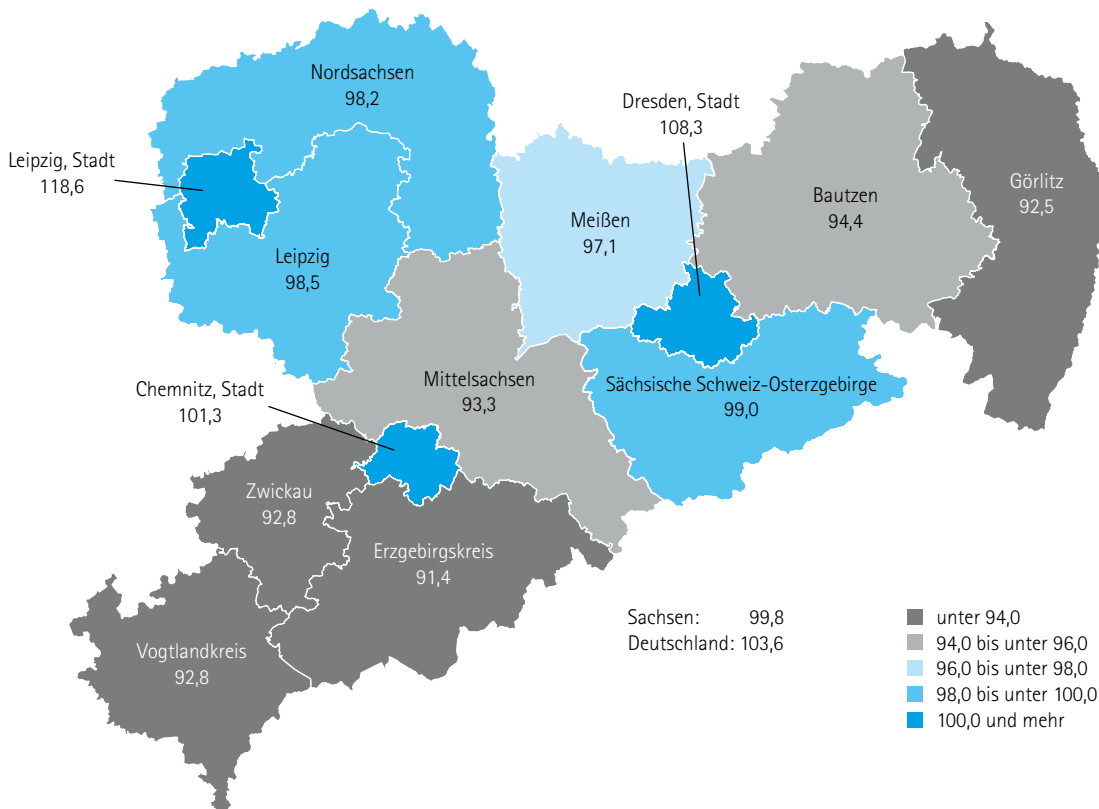 Nordsachsen
98,2
Dresden, Stadt
108,3
Leipzig, Stadt
118,6
Görlitz
92,5
Bautzen
94,4
Meißen
97,1
Leipzig
98,5
Mittelsachsen
93,3
Sächsische Schweiz-Osterzgebirge
99,0
Chemnitz, Stadt
101,3
Zwickau
92,8
Erzgebirgskreis
91,4
Vogtlandkreis
92,8
Sachsen: 99,8
Deutschland: 103,6
unter 94,0
94,0 bis unter 96,0
96,0 bis unter 98,0
98,0 bis unter 100,0
100,0 und mehr